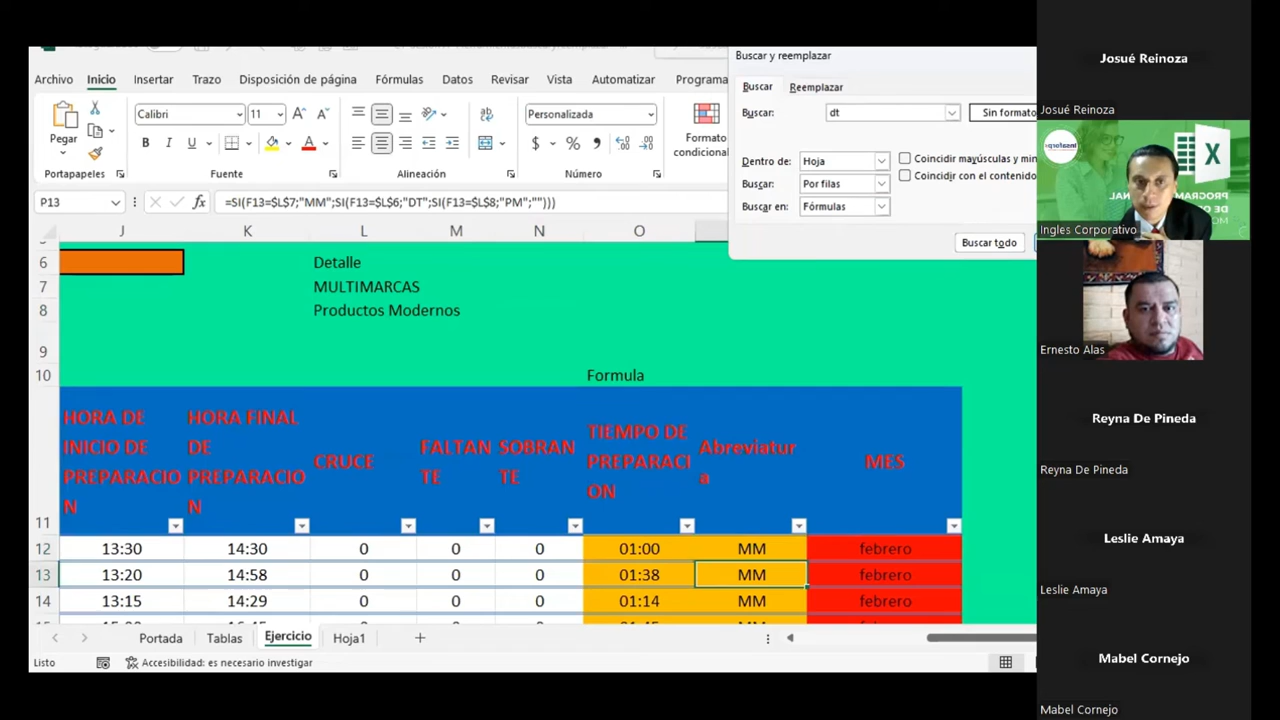 Buscar y reemplazar
Archivo Inicio Insertar Trazo Disposición de página Fórmulas Datos Revisar Vista Automatizar Programa
Buscar Reemplazar
Pegar
Calibri 11
Personalizada
Formato
condicional
N K S
Portapapeles Fuente Alineación Número
Buscar: dt Sin formato
Dentro de: Hoja Coincidir mayúsculas y min
Buscar: Por filas Coincidir con el contenido
Buscar en: Fórmulas
Buscar todo
P13 fx =SI(F13=$L$7;"MM";SI(F13=$L$6;"DT";SI(F13=$L$8;"PM";"")))
J K L M N O
6 Detalle
7 MULTIMARCAS
8 Productos Modernos
9
10 Formula
11
HORA DE
INICIO DE
PREPARACIO
N
HORA FINAL
DE
PREPARACIO
N
CRUCE
FALTAN
TE
SOBRAN
TE
TIEMPO DE
PREPARACI
ON
Abreviatur
a
MES
12 13:30 14:30 0 0 0 01:00 MM febrero
13 13:20 14:58 0 0 0 01:38 MM febrero
14 13:15 14:29 0 0 0 01:14 MM febrero
Portada Tablas Ejercicio Hoja1
Listo Accesibilidad: es necesario investigar
Josué Reinoza
Josué Reinoza
Ingles Corporativo
Ernesto Alas
Reyna De Pineda
Reyna De Pineda
Leslie Amaya
Leslie Amaya
Mabel Cornejo
Mabel Cornejo